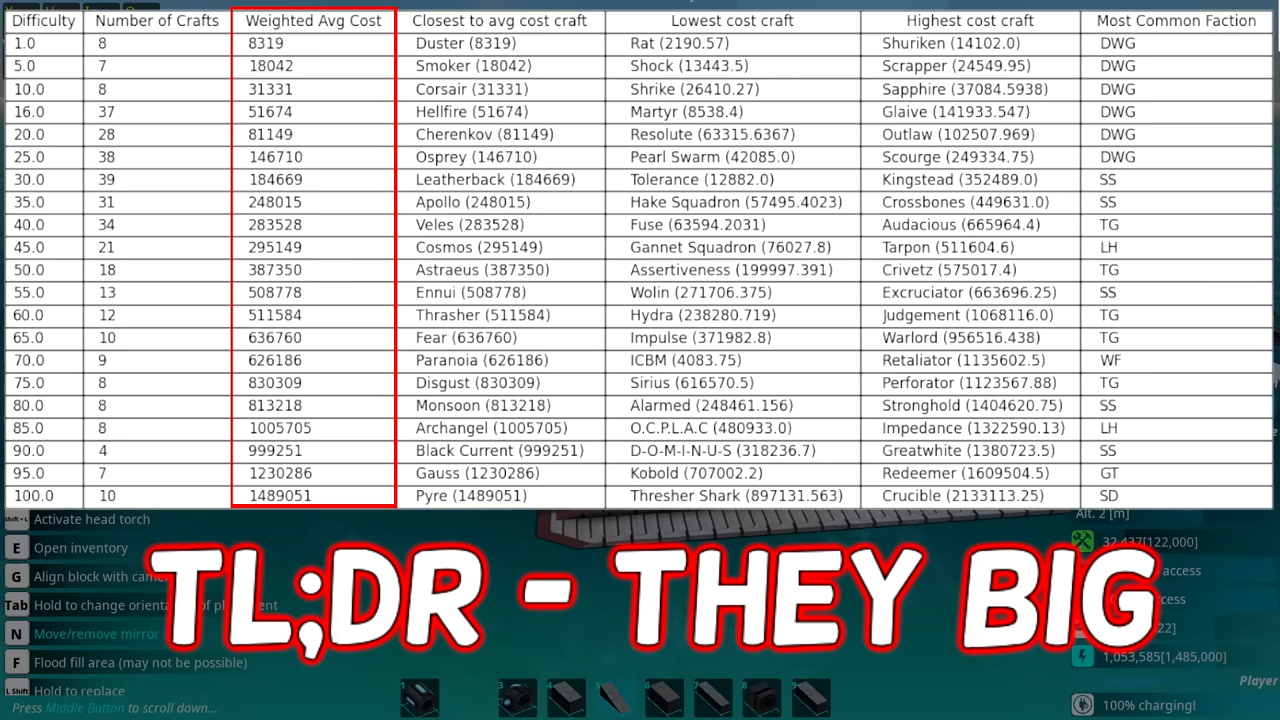 Difficulty Number of Crafts Weighted Avg Cost Closest to avg cost craft Lowest cost craft Highest cost craft Most Common Faction
1.0 8 8319 Duster (8319) Rat (2190.57) Shuriken (14102.0) DWG
5.0 7 18042 Smoker (18042) Shock (13443.5) Scrapper (24549.95) DWG
10.0 8 31331 Corsair (31331) Shrike (26410.27) Sapphire (37084.5938) DWG
16.0 37 51674 Hellfire (51674) Martyr (8538.4) Glaive (141933.547) DWG
20.0 28 81149 Cherenkov (81149) Resolute (63315.6367) Outlaw (102507.969) DWG
25.0 38 146710 Osprey (146710) Pearl Swarm (42085.0) Scourge (249334.75) DWG
30.0 39 184669 Leatherback (184669) Tolerance (12882.0) Kingstead (352489.0) SS
35.0 31 248015 Apollo (248015) Hake Squadron (57495.4023) Crossbones (449631.0) SS
40.0 34 283528 Veles (283528) Fuse (63594.2031) Audacious (665964.4) TG
45.0 21 295149 Cosmos (295149) Gannet Squadron (76027.8) Tarpon (511604.6) LH
50.0 18 387350 Astraeus (387350) Assertiveness (199997.391) Crivetz (575017.4) TG
55.0 13 508778 Ennui (508778) Wolin (271706.375) Excruciator (663696.25) SS
60.0 12 511584 Thrasher (511584) Hydra (238280.719) Judgement (1068116.0) TG
65.0 10 636760 Fear (636760) Impulse (371982.8) Warlord (956516.438) TG
70.0 9 626186 Paranoia (626186) ICBM (4083.75) Retaliator (1135602.5) WF
75.0 8 830309 Disgust (830309) Sirius (616570.5) Perforator (1123567.88) TG
80.0 8 813218 Monsoon (813218) Alarmed (248461.156) Stronghold (1404620.75) SS
85.0 8 1005705 Archangel (1005705) O.C.P.L.A.C (480933.0) Impedance (1322590.13) LH
90.0 4 999251 Black Current (999251) D-O-M-I-N-U-S (318236.7) Greatwhite (1380723.5) SS
95.0 7 1230286 Gauss (1230286) Kobold (707002.2) Redeemer (1609504.5) GT
100.0 10 1489051 Pyre (1489051) Thresher Shark (897131.563) Crucible (2133113.25) SD
Shift + L Activate head torch
E Open inventory
G Align block with
Tab Hold to change of
N Move/remove mirror
F Flood fill area (may not be possible)
L Shift Hold to replace
Press Middle Button to scroll down...
TL;DR - THEY BIG
Alt. 2 [m]
32,437[122,000]
access
1,053,585[1,485,000]
Player
100% charging!
1 3 4 5 6 7 8 9